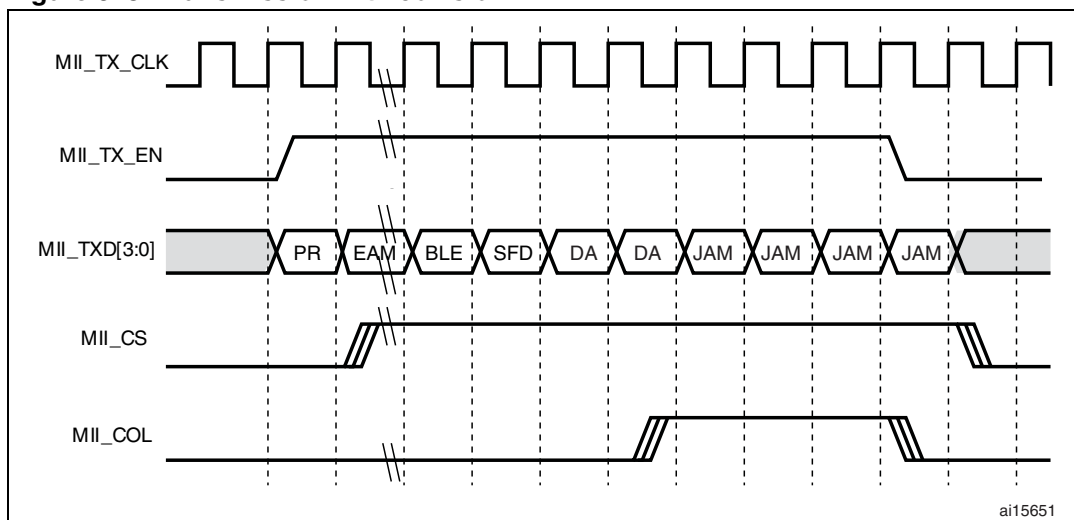 MII_TX_CLK
MII_TX_EN
MII_TXD[3:0] PR EAM BLE SFD DA DA JAM JAM JAM JAM
MII_CS
MII_COL
ai15651